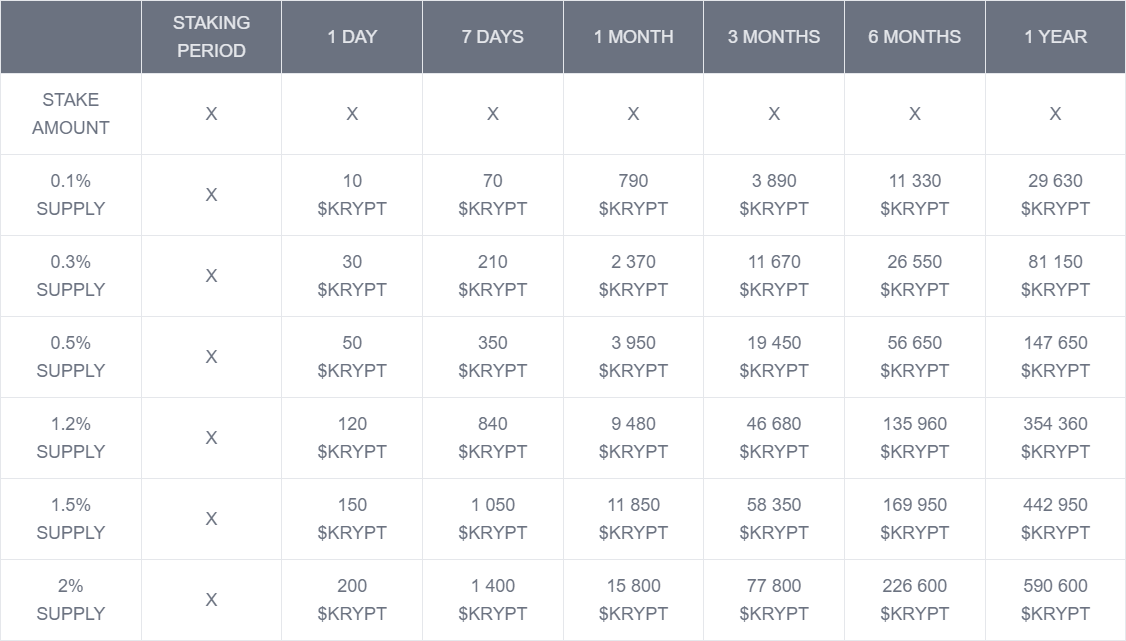 STAKING PERIOD 1 DAY 7 DAYS 1 MONTH 3 MONTHS 6 MONTHS 1 YEAR
STAKE AMOUNT X X X X X X X
0.1% SUPPLY X 10 $KRYPT 70 $KRYPT 790 $KRYPT 3 890 $KRYPT 11 330 $KRYPT 29 630 $KRYPT
0.3% SUPPLY X 30 $KRYPT 210 $KRYPT 2 370 $KRYPT 11 670 $KRYPT 26 550 $KRYPT 81 150 $KRYPT
0.5% SUPPLY X 50 $KRYPT 350 $KRYPT 3 950 $KRYPT 19 450 $KRYPT 56 650 $KRYPT 147 650 $KRYPT
1.2% SUPPLY X 120 $KRYPT 840 $KRYPT 9 480 $KRYPT 46 680 $KRYPT 135 960 $KRYPT 354 360 $KRYPT
1.5% SUPPLY X 150 $KRYPT 1 050 $KRYPT 11 850 $KRYPT 58 350 $KRYPT 169 950 $KRYPT 442 950 $KRYPT
2% SUPPLY X 200 $KRYPT 1 400 $KRYPT 15 800 $KRYPT 77 800 $KRYPT 226 600 $KRYPT 590 600 $KRYPT